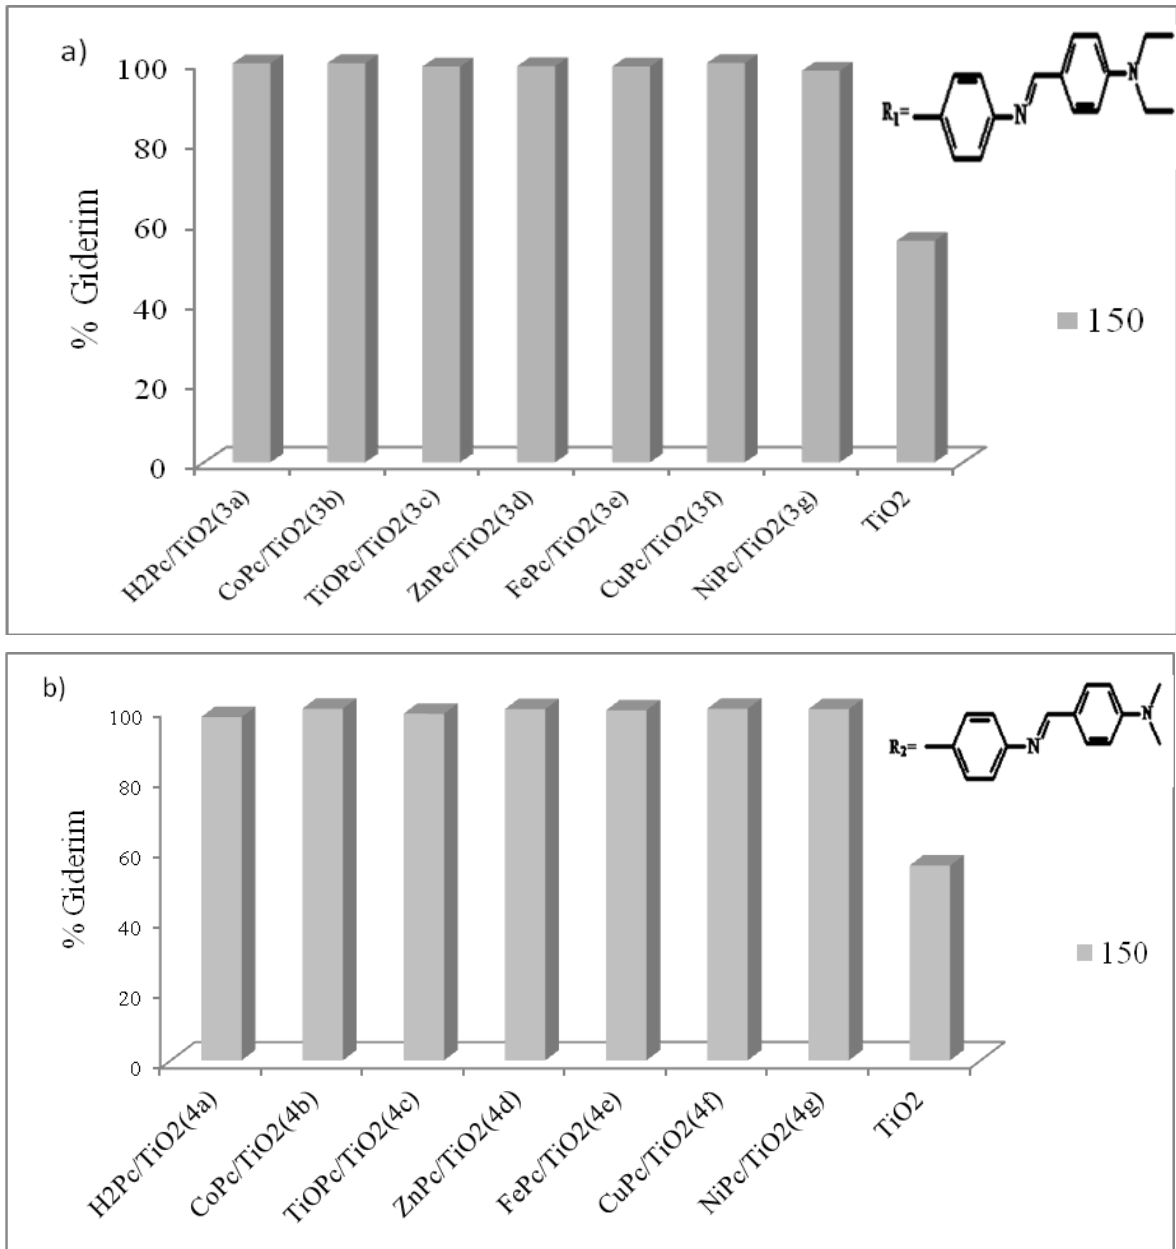 a)
100
80
60
40
20
0
% Giderim
H2Pc/TiO2(3a)
CoPc/TiO2(3b)
TiOPc/TiO2(3c)
ZnPc/TiO2(3d)
FePc/TiO2(3e)
CuPc/TiO2(3f)
NiPc/TiO2(3g)
TiO2
R1=
N
N
150
b)
100
80
60
40
20
0
% Giderim
H2Pc/TiO2(4a)
CoPc/TiO2(4b)
TiOPc/TiO2(4c)
ZnPc/TiO2(4d)
FePc/TiO2(4e)
CuPc/TiO2(4f)
NiPc/TiO2(4g)
TiO2
R2=
N
N
150